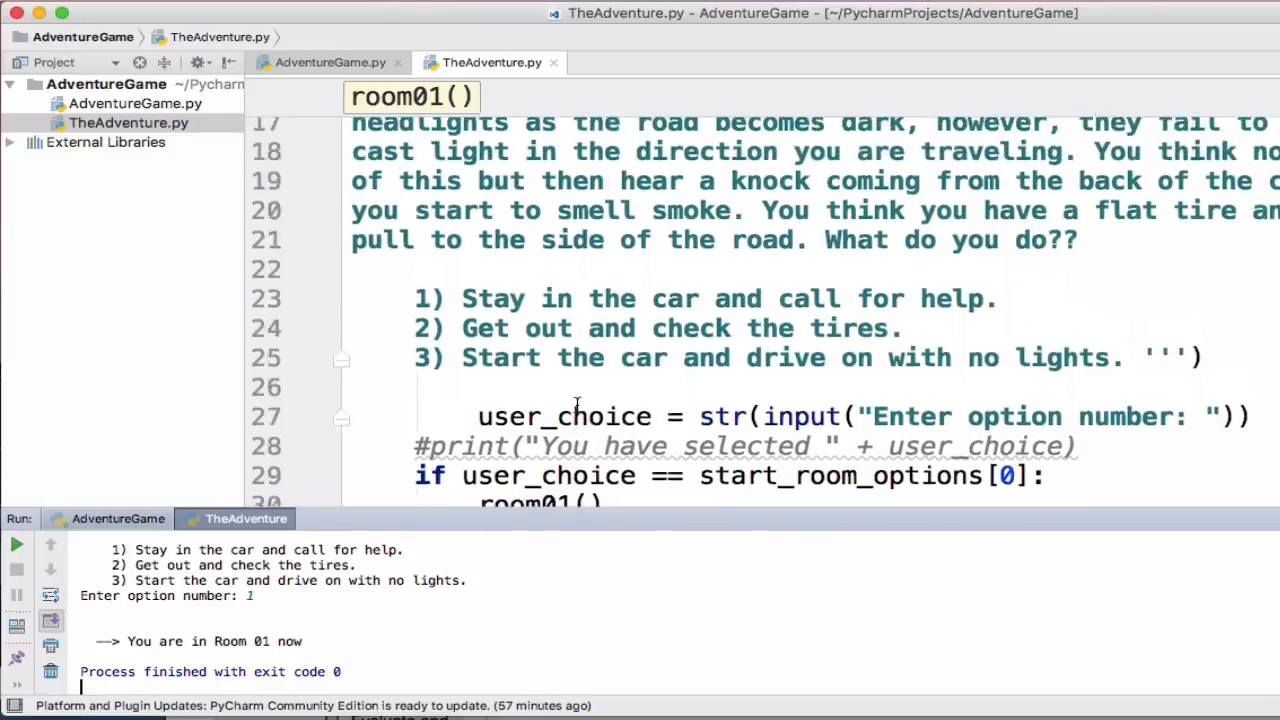 TheAdventure.py - AdventureGame - [~/PycharmProjects/AdventureGame]
AdventureGame TheAdventure.py
Project AdventureGame.py TheAdventure.py
AdventureGame ~/Pycharm
AdventureGame.py
TheAdventure.py
External Libraries
room01()
17 headlights as the road becomes dark, however, they fail to
18 cast light in the direction you are traveling. You think no
19 of this but then hear a knock coming from the back of the c
20 you start to smell smoke. You think you have a flat tire an
21 pull to the side of the road. What do you do??
22
23 1) Stay in the car and call for help.
24 2) Get out and check the tires.
25 3) Start the car and drive on with no lights. ''')
26
27 user_choice = str(input("Enter option number: "))
28 #print("You have selected " + user_choice)
29 if user_choice == start_room_options[0]:
30 room01()
Run: AdventureGame TheAdventure
1) Stay in the car and call for help.
2) Get out and check the tires.
3) Start the car and drive on with no lights.
Enter option number: 1
——> You are in Room 01 now
Process finished with exit code 0
Platform and Plugin Updates: PyCharm Community Edition is ready to update. (57 minutes ago)
Evaluate and